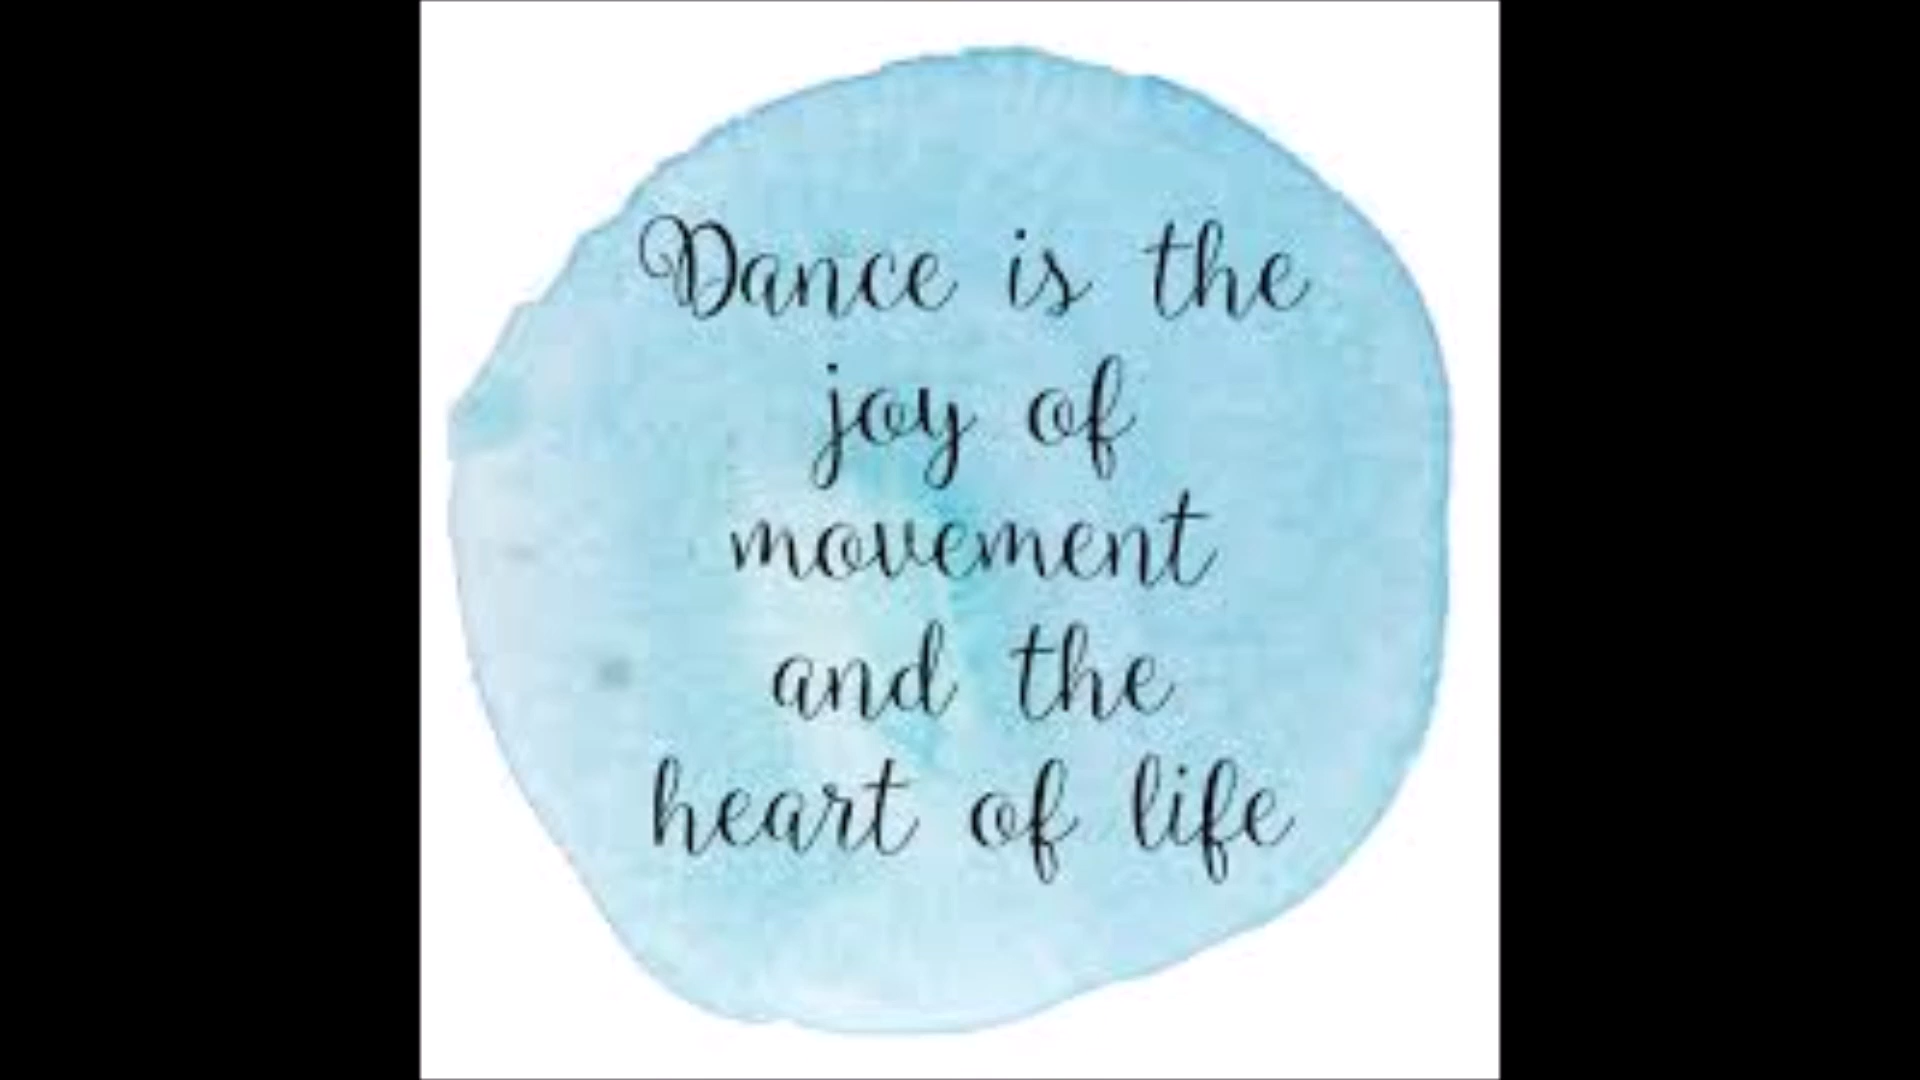 Dance is the
joy of
movement
and the
heart of life